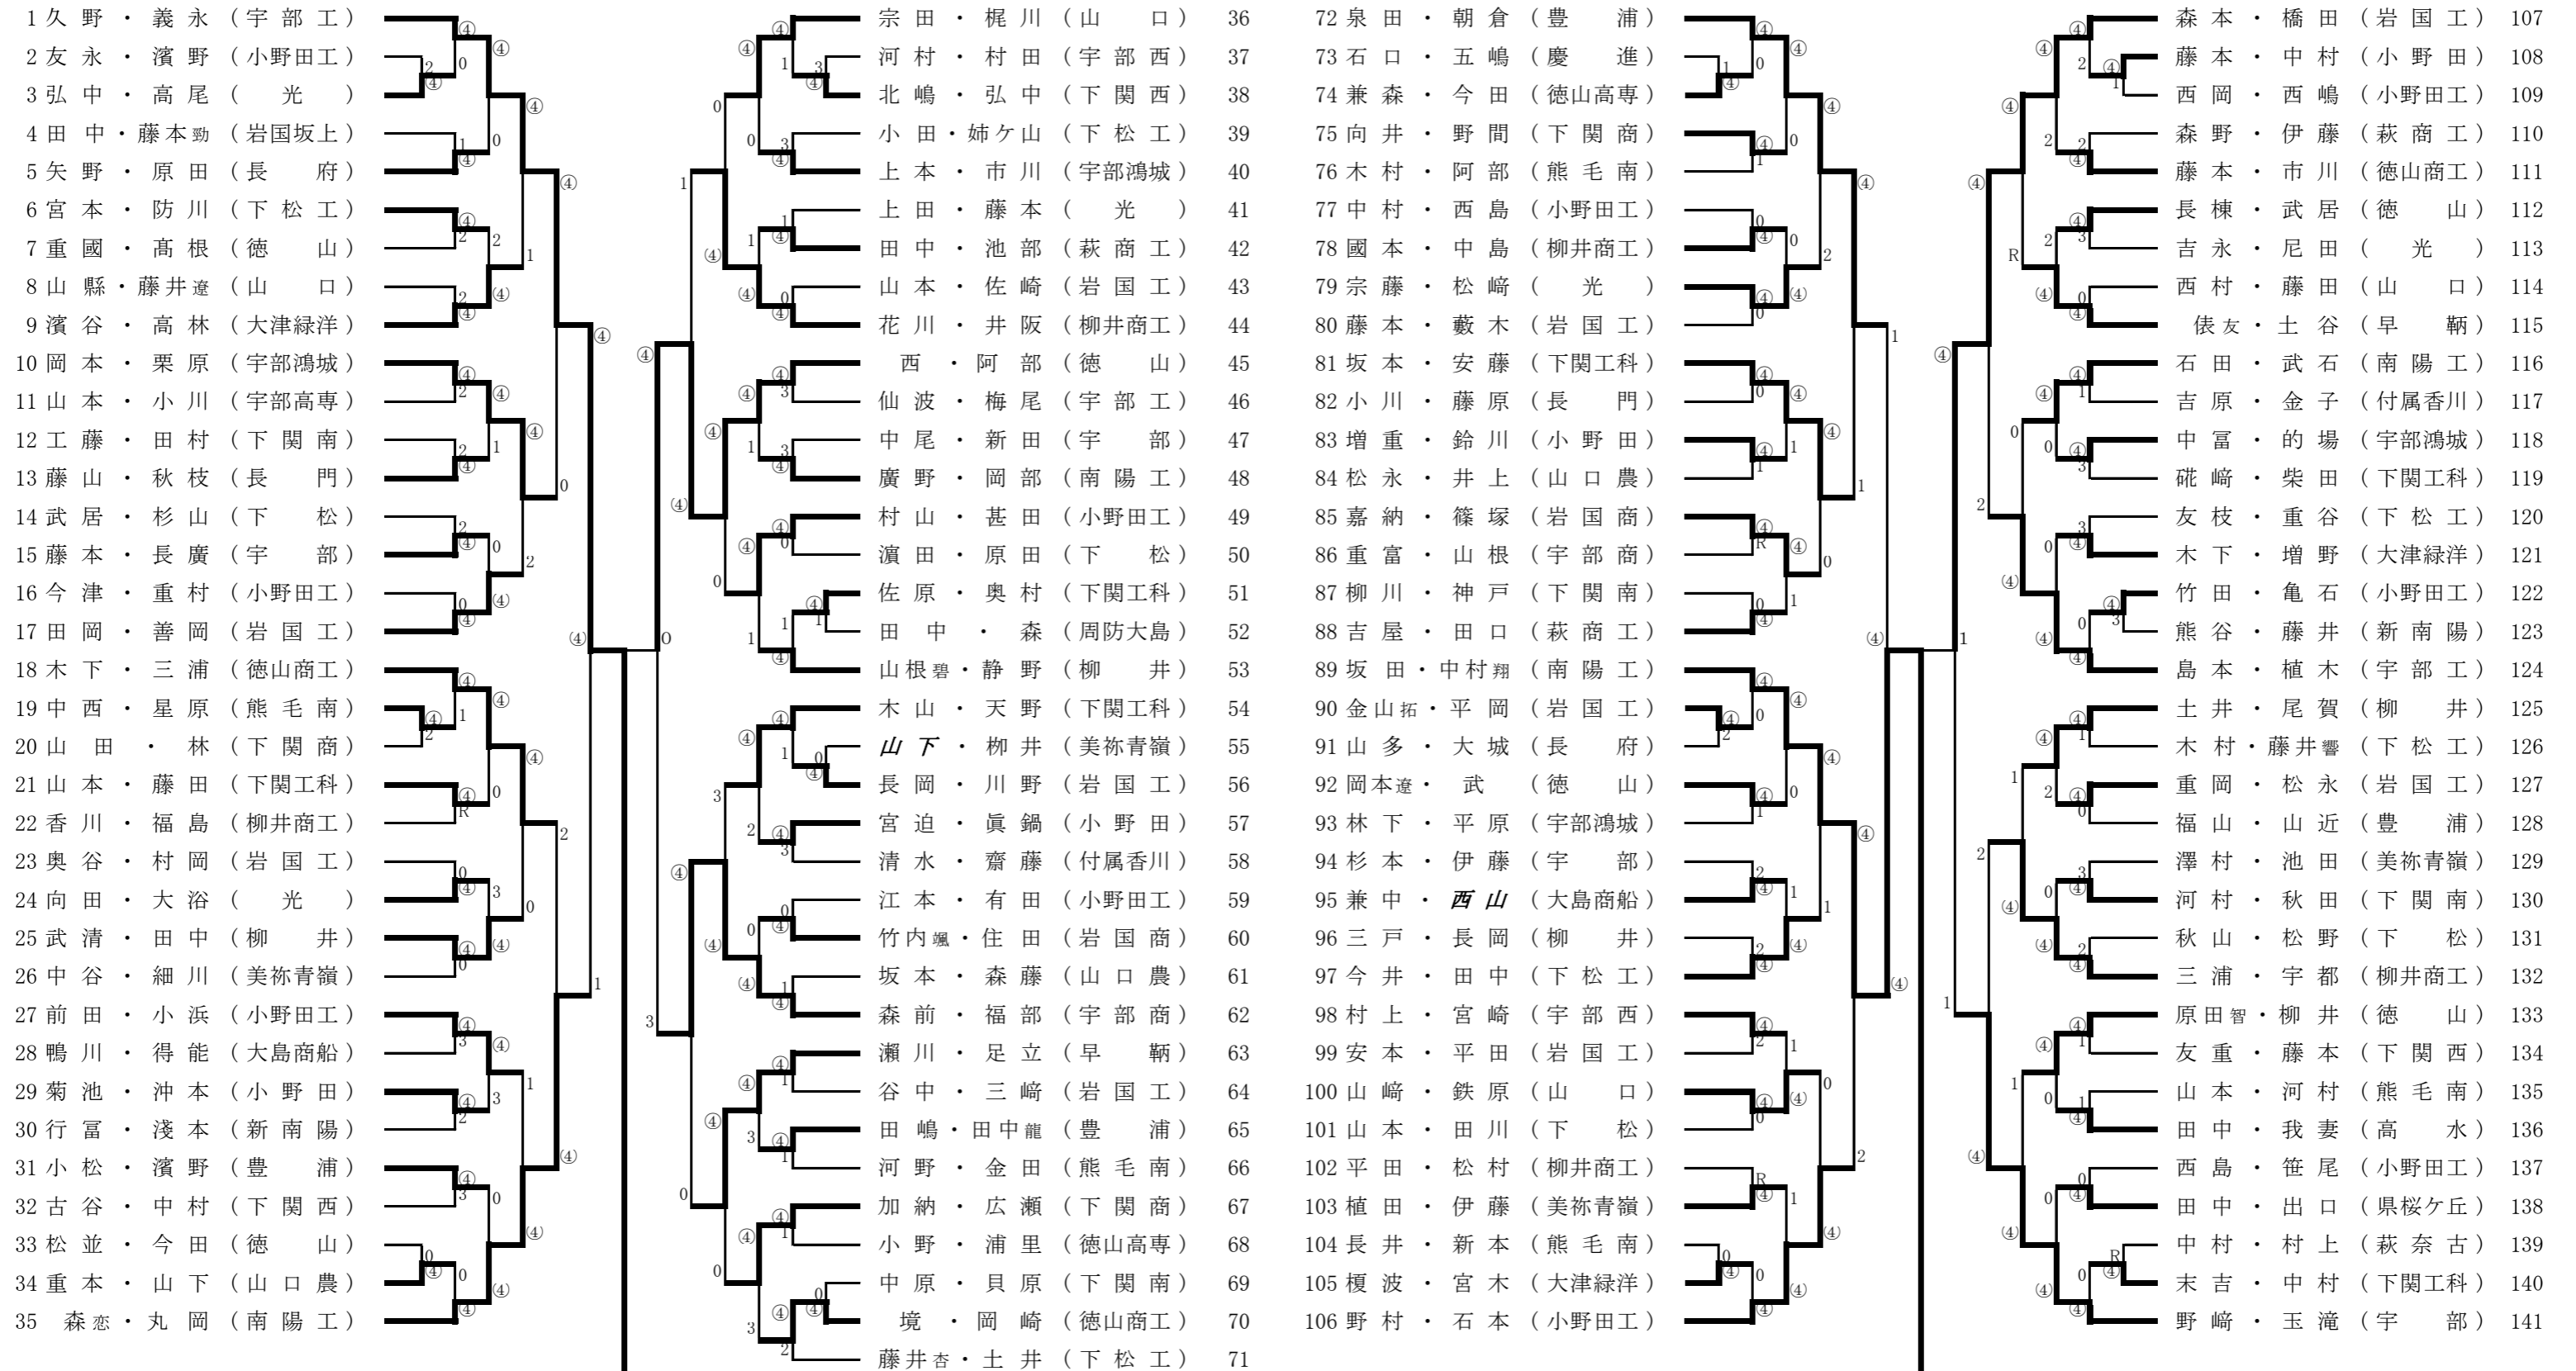 1 久野・義永（宇部工）
2 友永・濱野（小野田工）
3 弘中・高尾（光）
4 田中・藤本勁（岩国坂上）
5 矢野・原田（長府）
6 宮本・防川（下松工）
7 重國・髙根（徳山）
8 山縣・藤井遼（山口）
9 濱谷・高林（大津緑洋）
10 岡本・栗原（宇部鴻城）
11 山本・小川（宇部高専）
12 工藤・田村（下関南）
13 藤山・秋枝（長門）
14 武居・杉山（下松）
15 藤本・長廣（宇部）
16 今津・重村（小野田工）
17 田岡・善岡（岩国工）
18 木下・三浦（徳山商工）
19 中西・星原（熊毛南）
20 山田・林（下関商）
21 山本・藤田（下関工科）
22 香川・福島（柳井商工）
23 奥谷・村岡（岩国工）
24 向田・大浴（光）
25 武清・田中（柳井）
26 中谷・細川（美祢青嶺）
27 前田・小浜（小野田工）
28 鴨川・得能（大島商船）
29 菊池・沖本（小野田）
30 行冨・淺本（新南陽）
31 小松・濱野（豊浦）
32 古谷・中村（下関西）
33 松並・今田（徳山）
34 重本・山下（山口農）
35 森恋・丸岡（南陽工）
宗田・梶川（山口） 36
河村・村田（宇部西） 37
北嶋・弘中（下関西） 38
小田・姉ケ山（下松工） 39
上本・市川（宇部鴻城） 40
上田・藤本（光） 41
田中・池部（萩商工） 42
山本・佐崎（岩国工） 43
花川・井阪（柳井商工） 44
西・阿部（徳山） 45
仙波・梅尾（宇部工） 46
中尾・新田（宇部） 47
廣野・岡部（南陽工） 48
村山・甚田（小野田工） 49
濵田・原田（下松） 50
佐原・奥村（下関工科） 51
田中・森（周防大島） 52
山根碧・静野（柳井） 53
木山・天野（下関工科） 54
山下・栁井（美祢青嶺） 55
長岡・川野（岩国工） 56
宮迫・眞鍋（小野田） 57
清水・齋藤（付属香川） 58
江本・有田（小野田工） 59
竹内颯・住田（岩国商） 60
坂本・森藤（山口農） 61
森前・福部（宇部商） 62
瀬川・足立（早鞆） 63
谷中・三﨑（岩国工） 64
田嶋・田中龍（豊浦） 65
河野・金田（熊毛南） 66
加納・広瀬（下関商） 67
小野・浦里（徳山高専） 68
中原・貝原（下関南） 69
境・岡崎（徳山商工） 70
藤井杏・土井（下松工） 71
72 泉田・朝倉（豊浦）
73 石口・五嶋（慶進）
74 兼森・今田（徳山高専）
75 向井・野間（下関商）
76 木村・阿部（熊毛南）
77 中村・西島（小野田工）
78 國本・中島（柳井商工）
79 宗藤・松﨑（光）
80 藤本・藪木（岩国工）
81 坂本・安藤（下関工科）
82 小川・藤原（長門）
83 増重・鈴川（小野田）
84 松永・井上（山口農）
85 嘉納・篠塚（岩国商）
86 重富・山根（宇部商）
87 柳川・神戸（下関南）
88 吉屋・田口（萩商工）
89 坂田・中村翔（南陽工）
90 金山拓・平岡（岩国工）
91 山多・大城（長府）
92 岡本遼・武（徳山）
93 林下・平原（宇部鴻城）
94 杉本・伊藤（宇部）
95 兼中・西山（大島商船）
96 三戸・長岡（柳井）
97 今井・田中（下松工）
98 村上・宮崎（宇部西）
99 安本・平田（岩国工）
100 山﨑・鉄原（山口）
101 山本・田川（下松）
102 平田・松村（柳井商工）
103 植田・伊藤（美祢青嶺）
104 長井・新本（熊毛南）
105 榎波・宮木（大津緑洋）
106 野村・石本（小野田工）
森本・橋田（岩国工） 107
藤本・中村（小野田） 108
西岡・西嶋（小野田工） 109
森野・伊藤（萩商工） 110
藤本・市川（徳山商工） 111
長棟・武居（徳山） 112
吉永・尼田（光） 113
西村・藤田（山口） 114
俵友・土谷（早鞆） 115
石田・武石（南陽工） 116
吉原・金子（付属香川） 117
中冨・的場（宇部鴻城） 118
硴﨑・柴田（下関工科） 119
友枝・重谷（下松工） 120
木下・増野（大津緑洋） 121
竹田・亀石（小野田工） 122
熊谷・藤井（新南陽） 123
島本・植木（宇部工） 124
土井・尾賀（柳井） 125
木村・藤井響（下松工） 126
重岡・松永（岩国工） 127
福山・山近（豊浦） 128
澤村・池田（美祢青嶺） 129
河村・秋田（下関南） 130
秋山・松野（下松） 131
三浦・宇都（柳井商工） 132
原田智・柳井（徳山） 133
友重・藤本（下関西） 134
山本・河村（熊毛南） 135
田中・我妻（高水） 136
西島・笹尾（小野田工） 137
田中・出口（県桜ケ丘） 138
中村・村上（萩奈古） 139
末吉・中村（下関工科） 140
野﨑・玉滝（宇部） 141